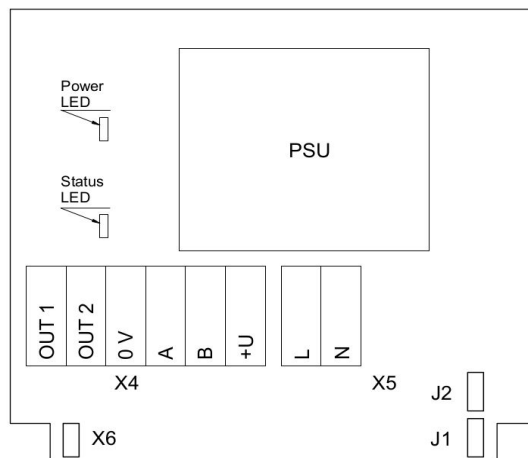 Power
LED
PSU
Status
LED
OUT 1
OUT 2
0 V
A
B
+U
L
N
X4
X5
J2
X6
J1